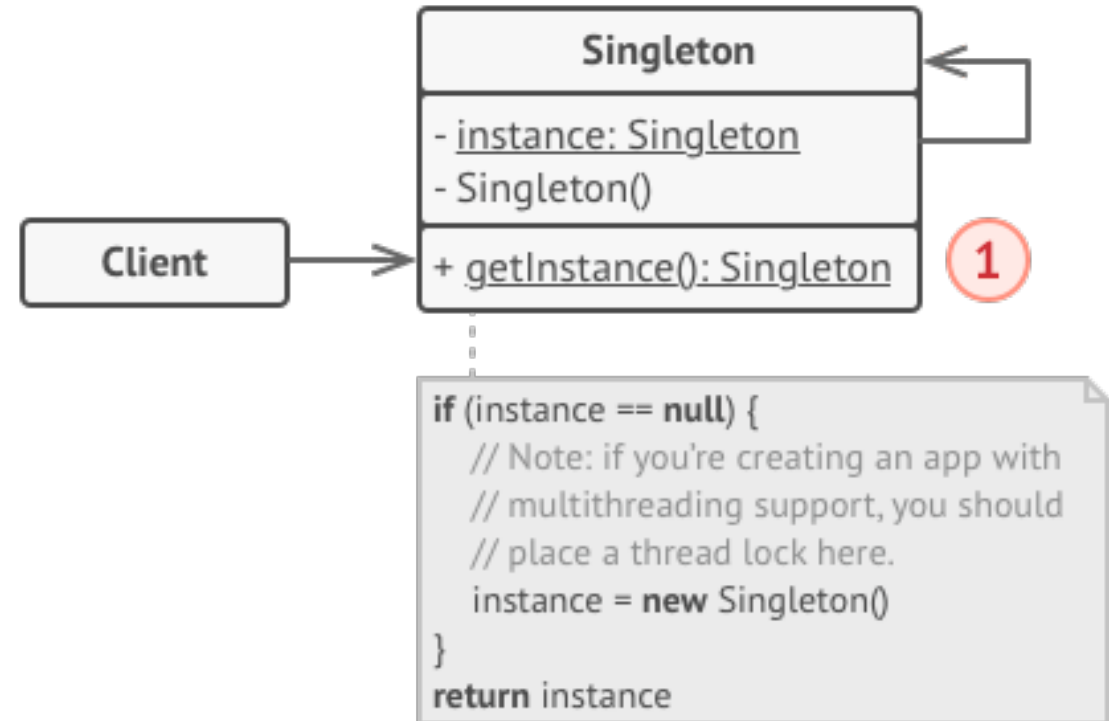 Singleton
- instance: Singleton
- Singleton()
Client
+ getInstance(): Singleton
1
if (instance == null) {
// Note: if you're creating an app with
// multithreading support, you should
// place a thread lock here.
instance = new Singleton()
}
return instance